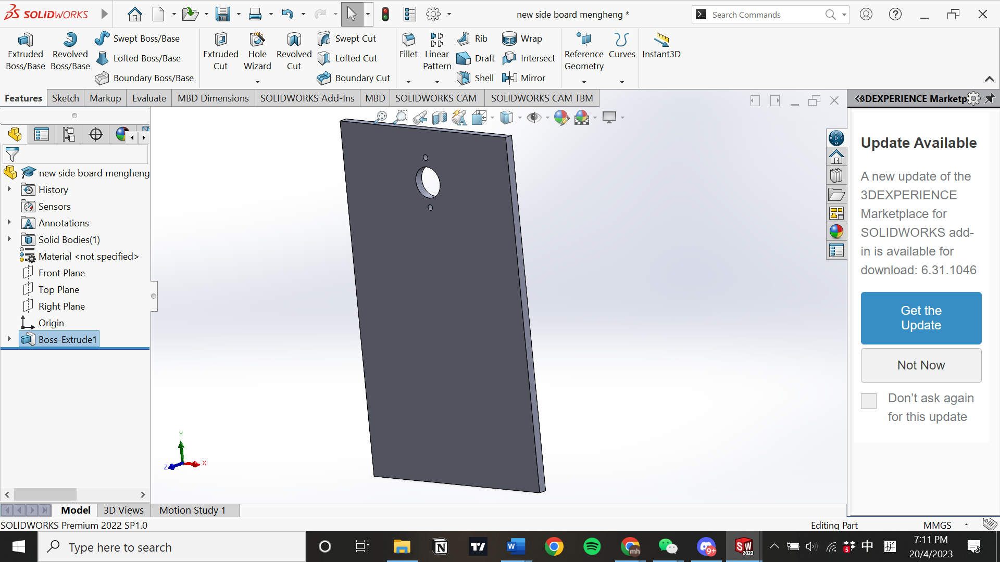 SOLIDWORKS
new side board mengheng *
Search Commands
Extruded Boss/Base
Revolved Boss/Base
Swept Boss/Base
Lofted Boss/Base
Boundary Boss/Base
Extruded Cut
Hole Wizard
Revolved Cut
Swept Cut
Lofted Cut
Boundary Cut
Fillet
Linear Pattern
Rib
Draft
Shell
Wrap
Intersect
Mirror
Reference Geometry
Curves
Instant3D
Features
Sketch
Markup
Evaluate
MBD Dimensions
SOLIDWORKS Add-Ins
MBD
SOLIDWORKS CAM
SOLIDWORKS CAM TBM
3DEXPERIENCE Marketp
new side board mengheng
History
Sensors
Annotations
Solid Bodies(1)
Material <not specified>
Front Plane
Top Plane
Right Plane
Origin
Boss-Extrude1
Y
X
Z
Update Available
A new update of the
3DEXPERIENCE
Marketplace for
SOLIDWORKS add-
in is available for
download: 6.31.1046
Get the
Update
Not Now
Don't ask again
for this update
Model
3D Views
Motion Study 1
SOLIDWORKS Premium 2022 SP1.0
Editing Part
MMGS
Type here to search
W
mh
9+
SW
2022
5
中
拼
7:11 PM
20/4/2023